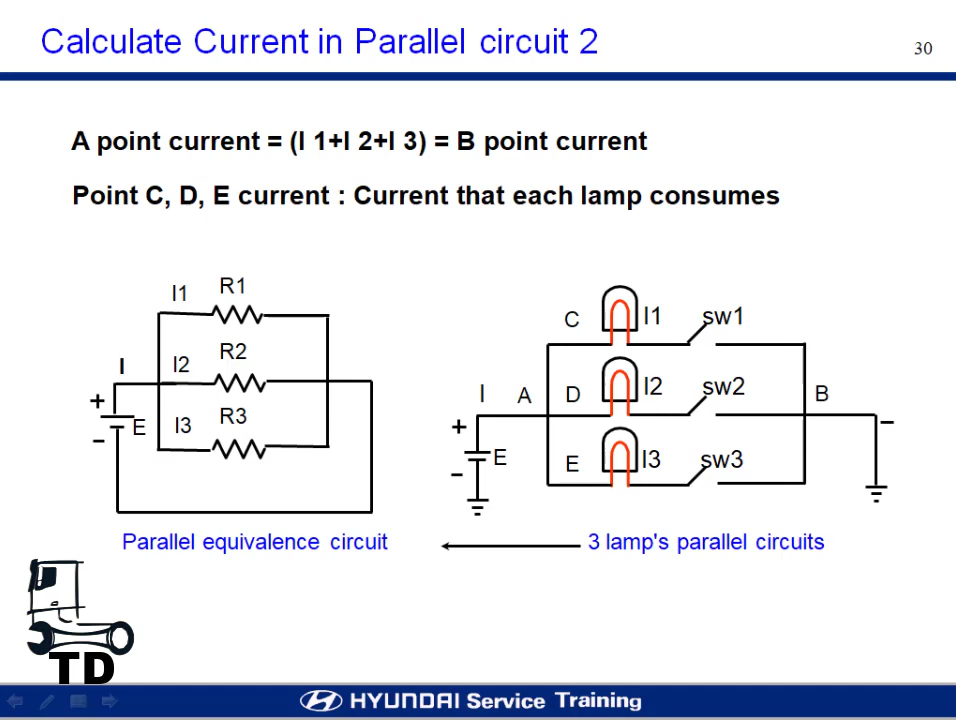 Calculate Current in Parallel circuit 2
30
A point current = (I 1+I 2+I 3) = B point current
Point C, D, E current : Current that each lamp consumes
I1 R1
I2 R2
I
I3 R3
+
E
−
C I1 sw1
D I2 sw2
I A B
+ −
E I3 sw3
E
−
Parallel equivalence circuit
3 lamp's parallel circuits
TD
HYUNDAI Service Training